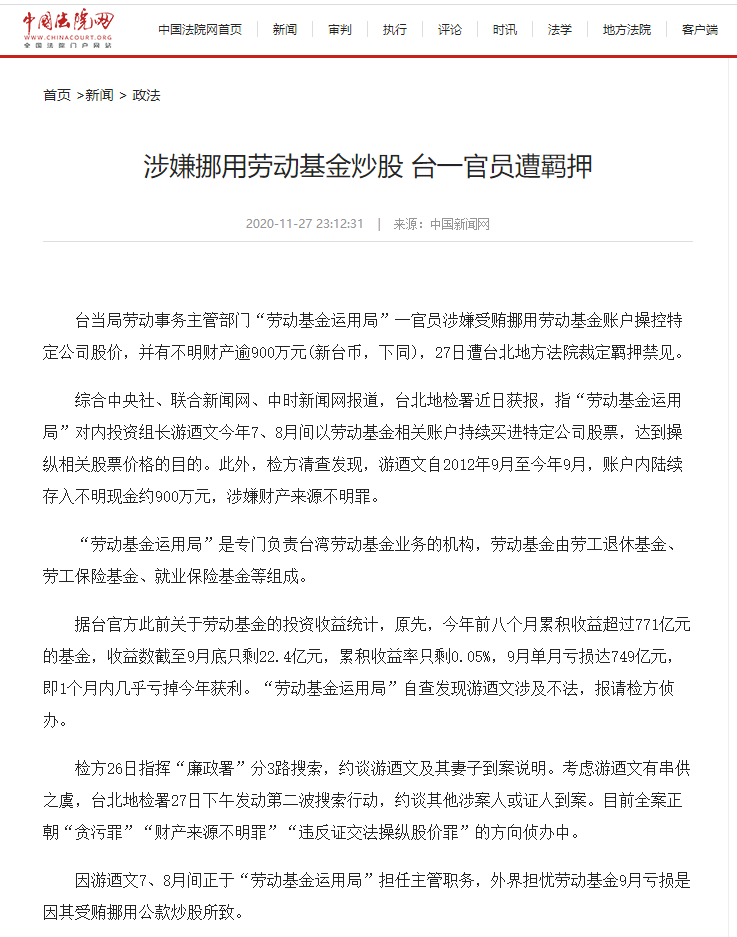 中国法院网
WWW.CHINACOURT.ORG
全国法院门户网站
中国法院网首页 新闻 审判 执行 评论 时讯 法学 地方法院 客户端
首页 >新闻 > 政法
涉嫌挪用劳动基金炒股 台一官员遭羁押
2020-11-27 23:12:31 | 来源：中国新闻网
台当局劳动事务主管部门“劳动基金运用局”一官员涉嫌受贿挪用劳动基金账户操控特
定公司股价，并有不明财产逾900万元(新台币，下同)，27日遭台北地方法院裁定羁押禁见。
综合中央社、联合新闻网、中时新闻网报道，台北地检署近日获报，指“劳动基金运用
局”对内投资组长游迺文今年7、8月间以劳动基金相关账户持续买进特定公司股票，达到操
纵相关股票价格的目的。此外，检方清查发现，游迺文自2012年9月至今年9月，账户内陆续
存入不明现金约900万元，涉嫌财产来源不明罪。
“劳动基金运用局”是专门负责台湾劳动基金业务的机构，劳动基金由劳工退休基金、
劳工保险基金、就业保险基金等组成。
据台官方此前关于劳动基金的投资收益统计，原先，今年前八个月累积收益超过771亿元
的基金，收益数截至9月底只剩22.4亿元，累积收益率只剩0.05%，9月单月亏损达749亿元，
即1个月内几乎亏掉今年获利。“劳动基金运用局”自查发现游迺文涉及不法，报请检方侦
办。
检方26日指挥“廉政署”分3路搜索，约谈游迺文及其妻子到案说明。考虑游迺文有串供
之虞，台北地检署27日下午发动第二波搜索行动，约谈其他涉案人或证人到案。目前全案正
朝“贪污罪”“财产来源不明罪”“违反证交法操纵股价罪”的方向侦办中。
因游迺文7、8月间正于“劳动基金运用局”担任主管职务，外界担忧劳动基金9月亏损是
因其受贿挪用公款炒股所致。